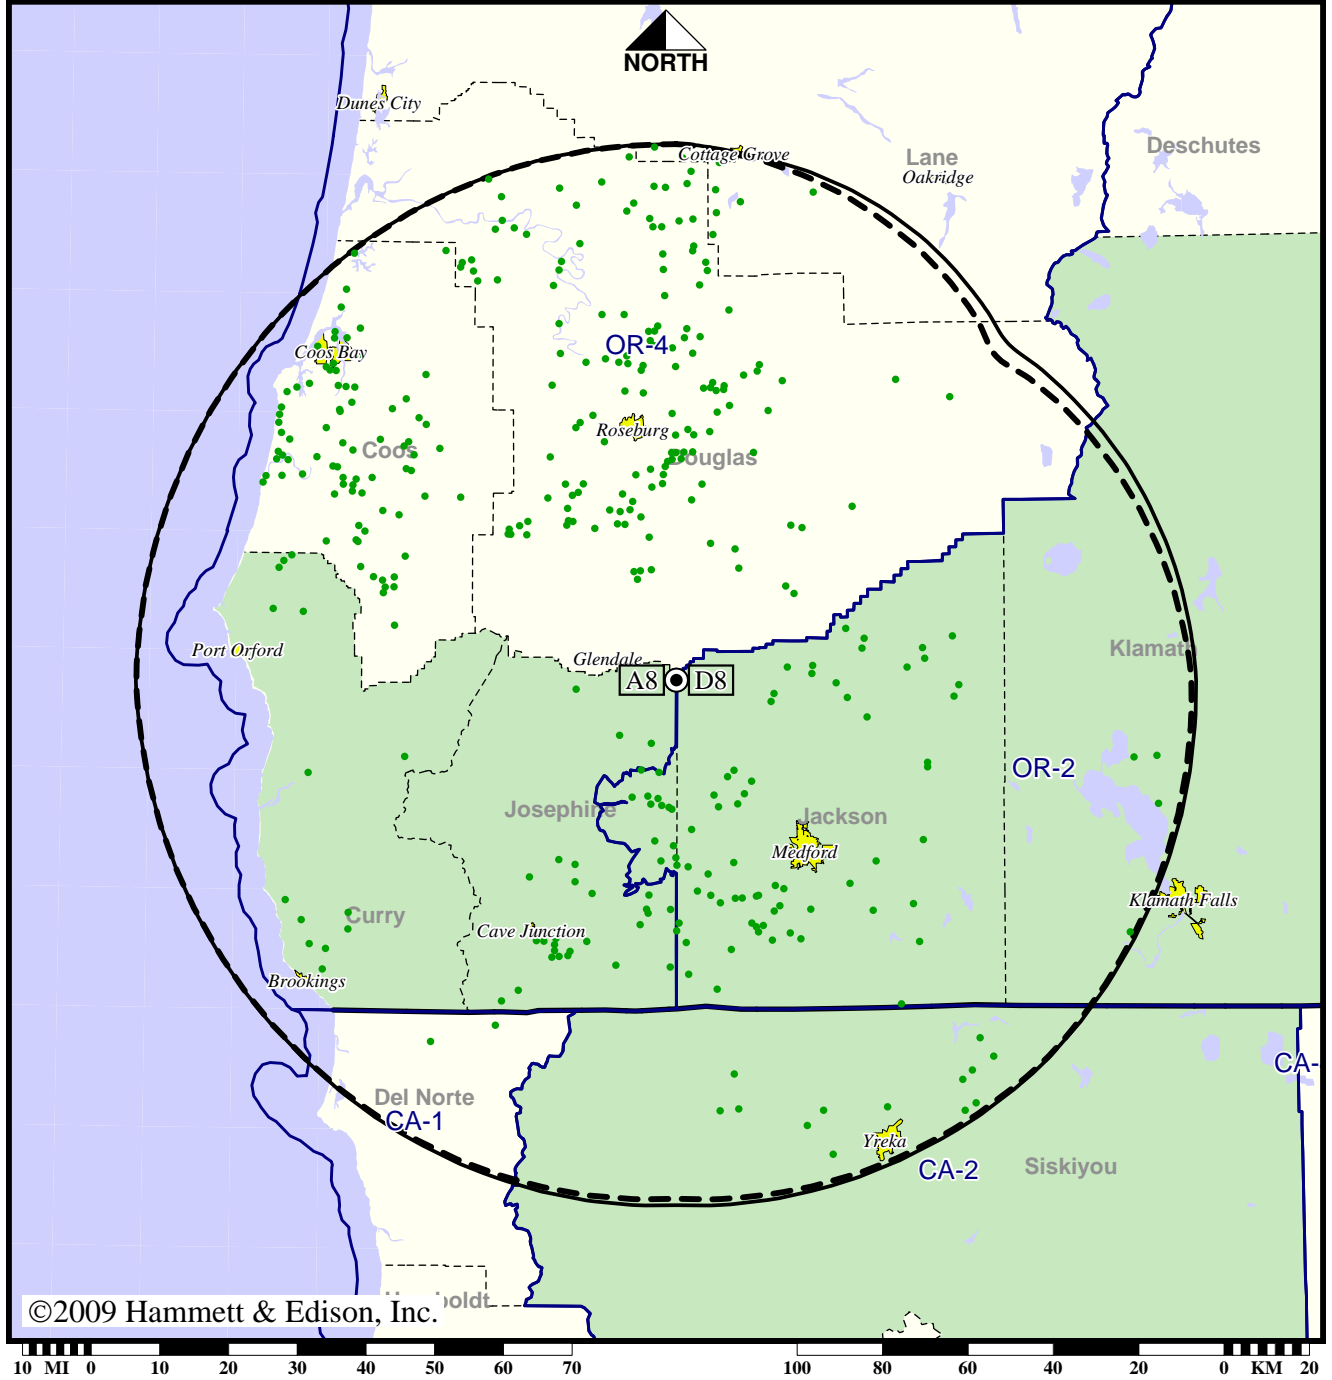 NORTH
Dunes City
Cottage Grove
Lane
Oakridge
Deschutes
OR-4
Coos Bay
Roseburg
Coos
Douglas
Port Orford
Glendale
Klamath
A8
D8
OR-2
Josephine
Jackson
Medford
Klamath Falls
Curry
Cave Junction
Brookings
CA-
Del Norte
CA-1
Yreka
CA-2
Siskiyou
©2009 Hammett & Edison, Inc.
10 MI 0 10 20 30 40 50 60 70 100 80 60 40 20 0 KM 20